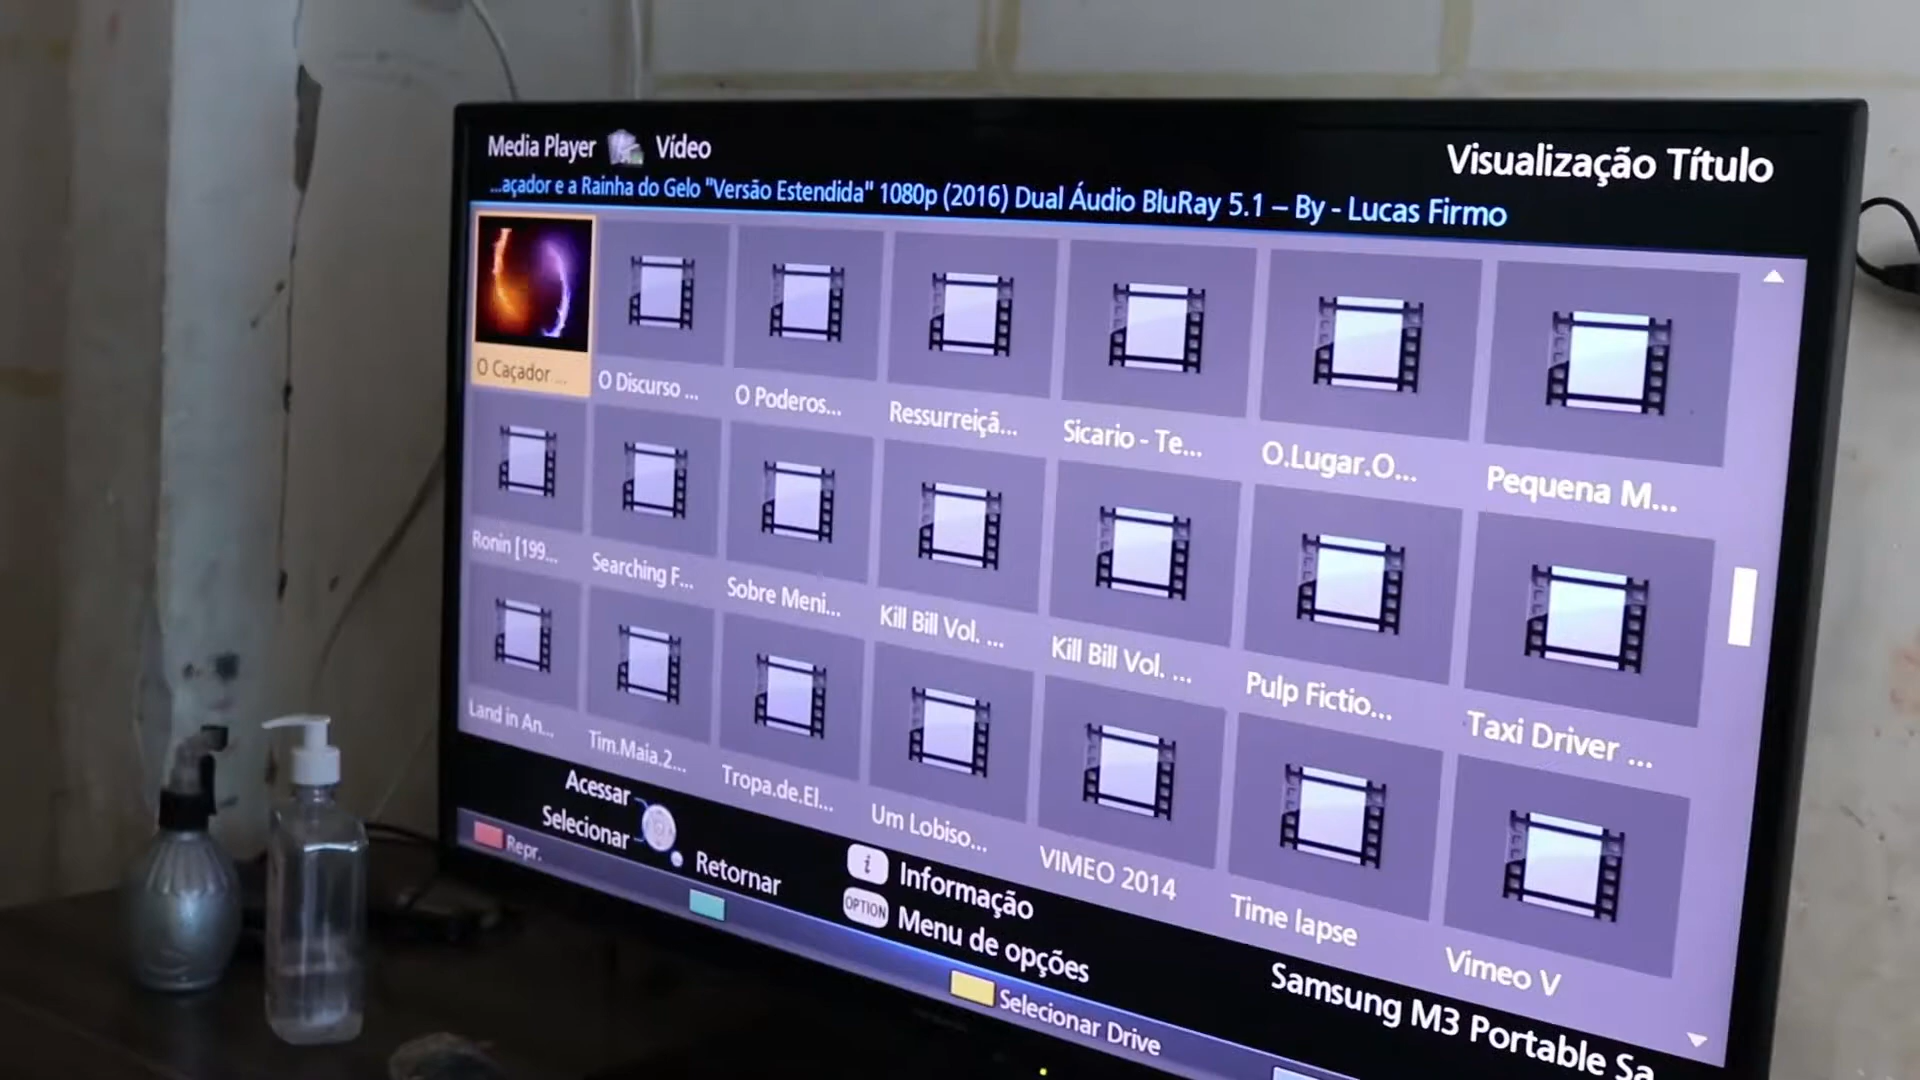 Media Player Vídeo
Visualização Título
...açador e a Rainha do Gelo "Versão Estendida" 1080p (2016) Dual Áudio BluRay 5.1 – By - Lucas Firmo
O Caçador ...
O Discurso ...
O Poderos...
Ressurreiçã...
Sicario - Te...
O.Lugar.O...
Pequena M...
Ronin [199...
Searching F...
Sobre Meni...
Kill Bill Vol. ...
Kill Bill Vol. ...
Pulp Fictio...
Taxi Driver ...
Land in An...
Tim.Maia.2...
Tropa.de.El...
Um Lobiso...
VIMEO 2014
Time lapse
Vimeo V
Acessar
Selecionar
Retornar
i Informação
OPTION Menu de opções
Samsung M3 Portable Sa
Repr.
Selecionar Drive